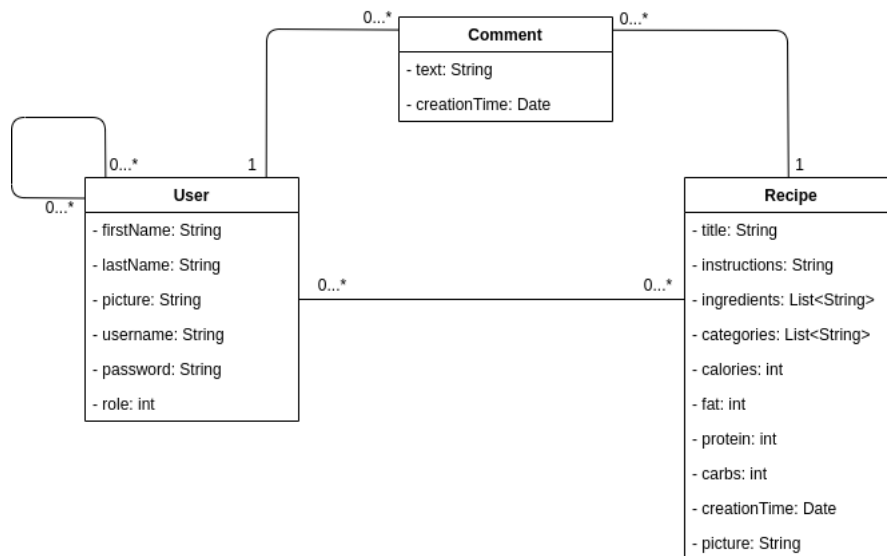 0...*
Comment
0...*
- text: String
- creationTime: Date
0...*
1
1
0...*
User
- firstName: String
- lastName: String
- picture: String
- username: String
- password: String
- role: int
0...*
0...*
Recipe
- title: String
- instructions: String
- ingredients: List<String>
- categories: List<String>
- calories: int
- fat: int
- protein: int
- carbs: int
- creationTime: Date
- picture: String